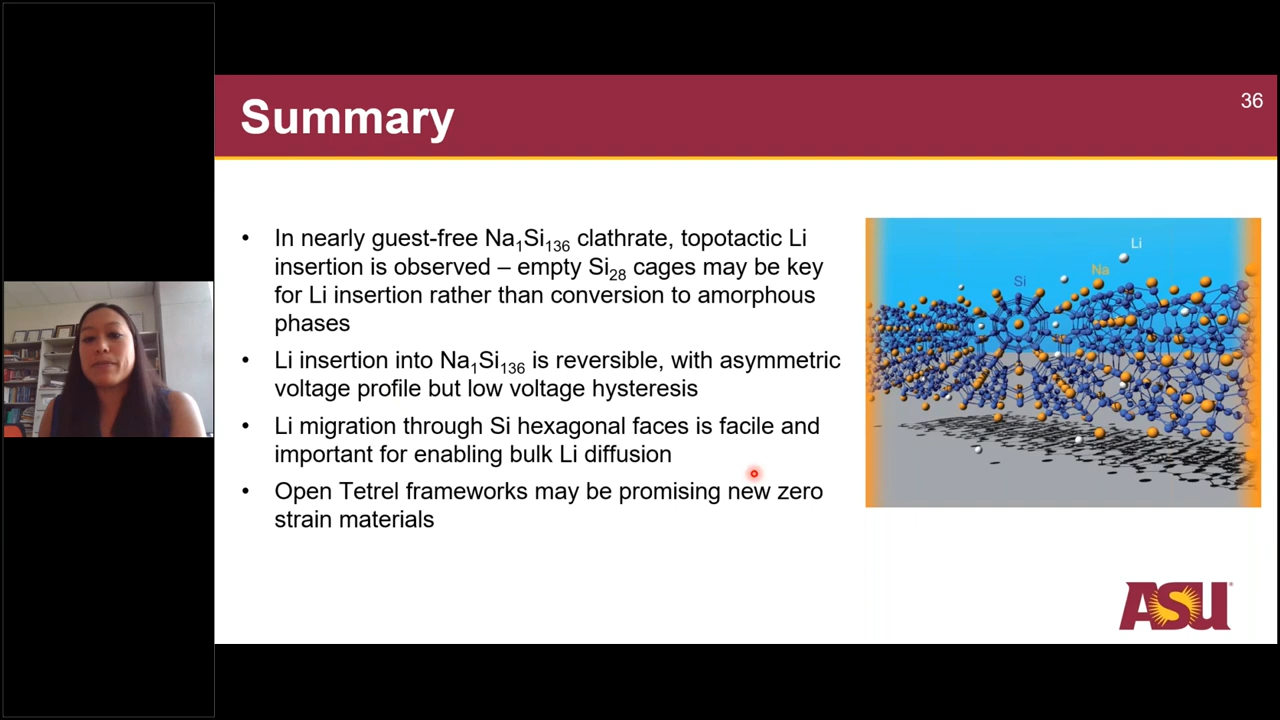 Summary
36
• In nearly guest-free Na₁Si₁₃₆ clathrate, topotactic Li
insertion is observed – empty Si₂₈ cages may be key
for Li insertion rather than conversion to amorphous
phases
• Li insertion into Na₁Si₁₃₆ is reversible, with asymmetric
voltage profile but low voltage hysteresis
• Li migration through Si hexagonal faces is facile and
important for enabling bulk Li diffusion
• Open Tetrel frameworks may be promising new zero
strain materials
Li
Na
Si
ASU